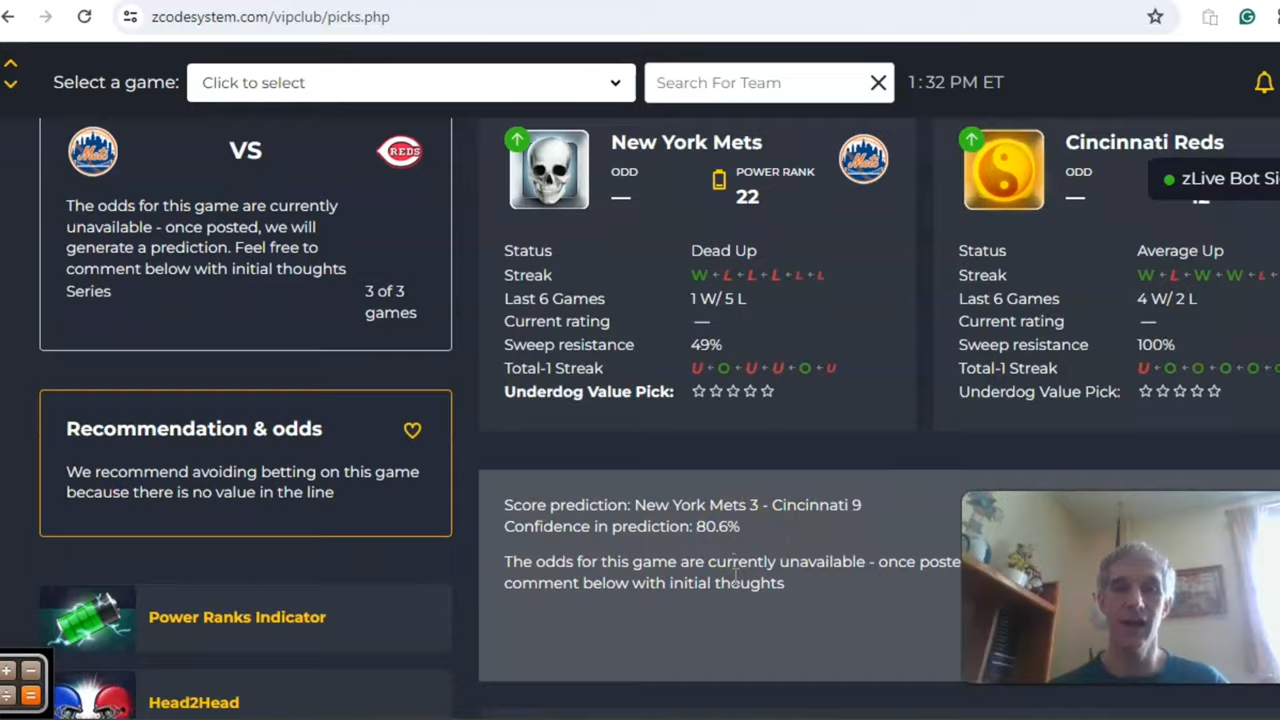 zcodesystem.com/vipclub/picks.php
Select a game:
Click to select
Search For Team
1:32 PM ET
Mets
VS
REDS
The odds for this game are currently
unavailable - once posted, we will
generate a prediction. Feel free to
comment below with initial thoughts
Series
3 of 3
games
New York Mets
ODD
—
POWER RANK
22
Mets
Status
Dead Up
Streak
W L L L L L
Last 6 Games
1 W/ 5 L
Current rating
—
Sweep resistance
49%
Total-1 Streak
U O U U O U
Underdog Value Pick:
Cincinnati Reds
ODD
—
zLive Bot Si
Status
Average Up
Streak
W L W W L
Last 6 Games
4 W/ 2 L
Current rating
—
Sweep resistance
100%
Total-1 Streak
U O O O O
Underdog Value Pick:
Recommendation & odds
We recommend avoiding betting on this game
because there is no value in the line
Score prediction: New York Mets 3 - Cincinnati 9
Confidence in prediction: 80.6%
The odds for this game are currently unavailable - once poste
comment below with initial thoughts
Power Ranks Indicator
Head2Head